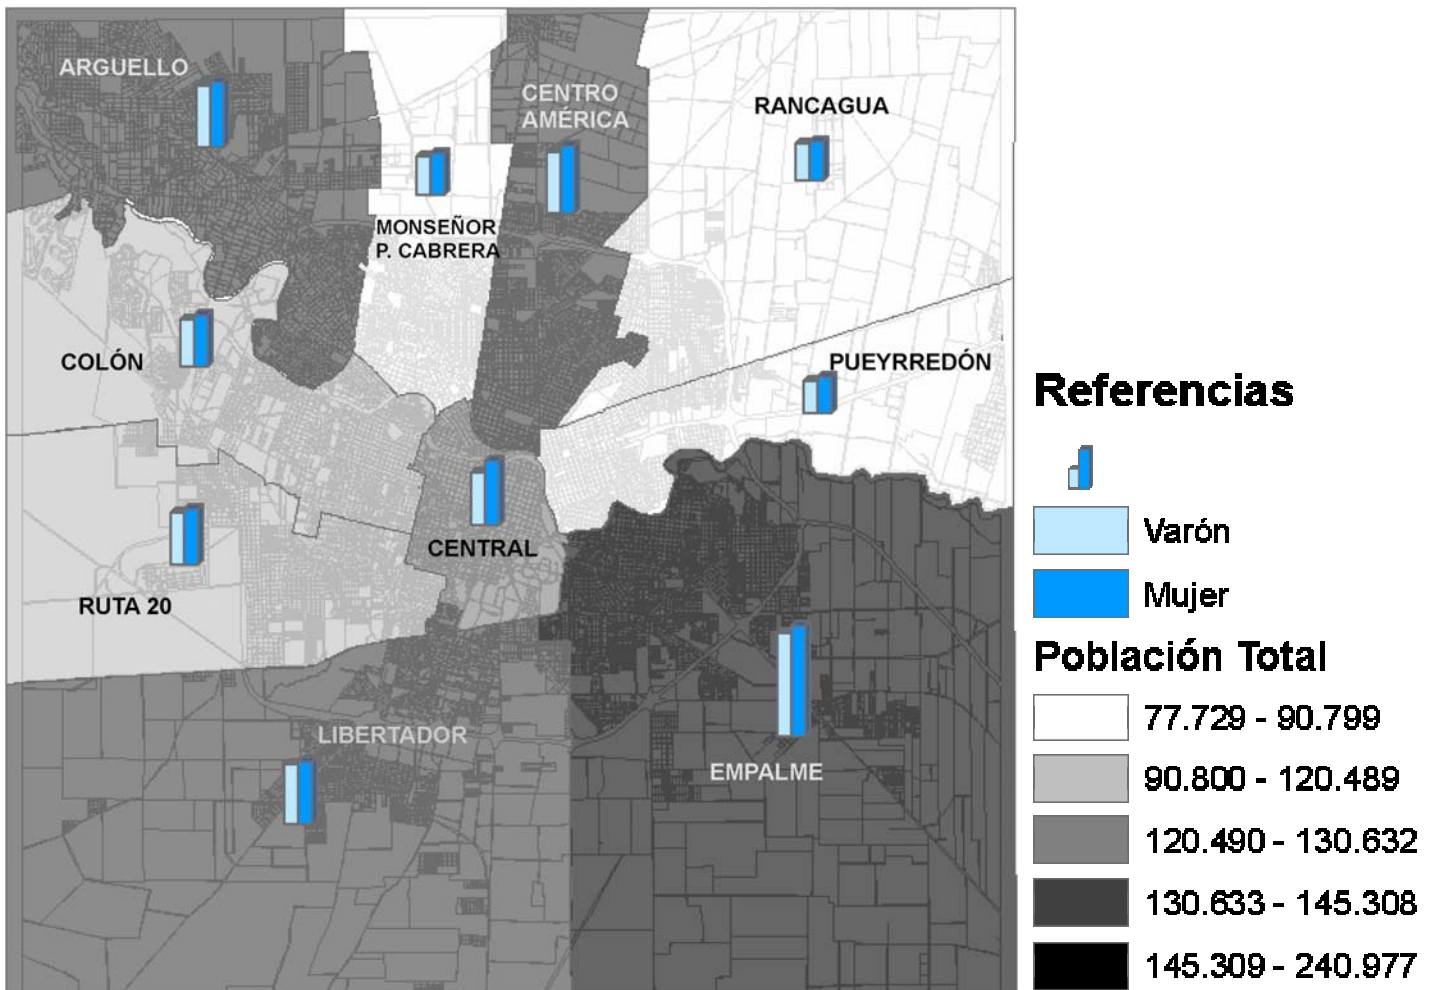 ARGUELLO
CENTRO
AMÉRICA
RANCAGUA
MONSEÑOR
P. CABRERA
COLÓN
PUEYRREDÓN
CENTRAL
RUTA 20
LIBERTADOR
EMPALME
Referencias
Varón
Mujer
Población Total
77.729 - 90.799
90.800 - 120.489
120.490 - 130.632
130.633 - 145.308
145.309 - 240.977